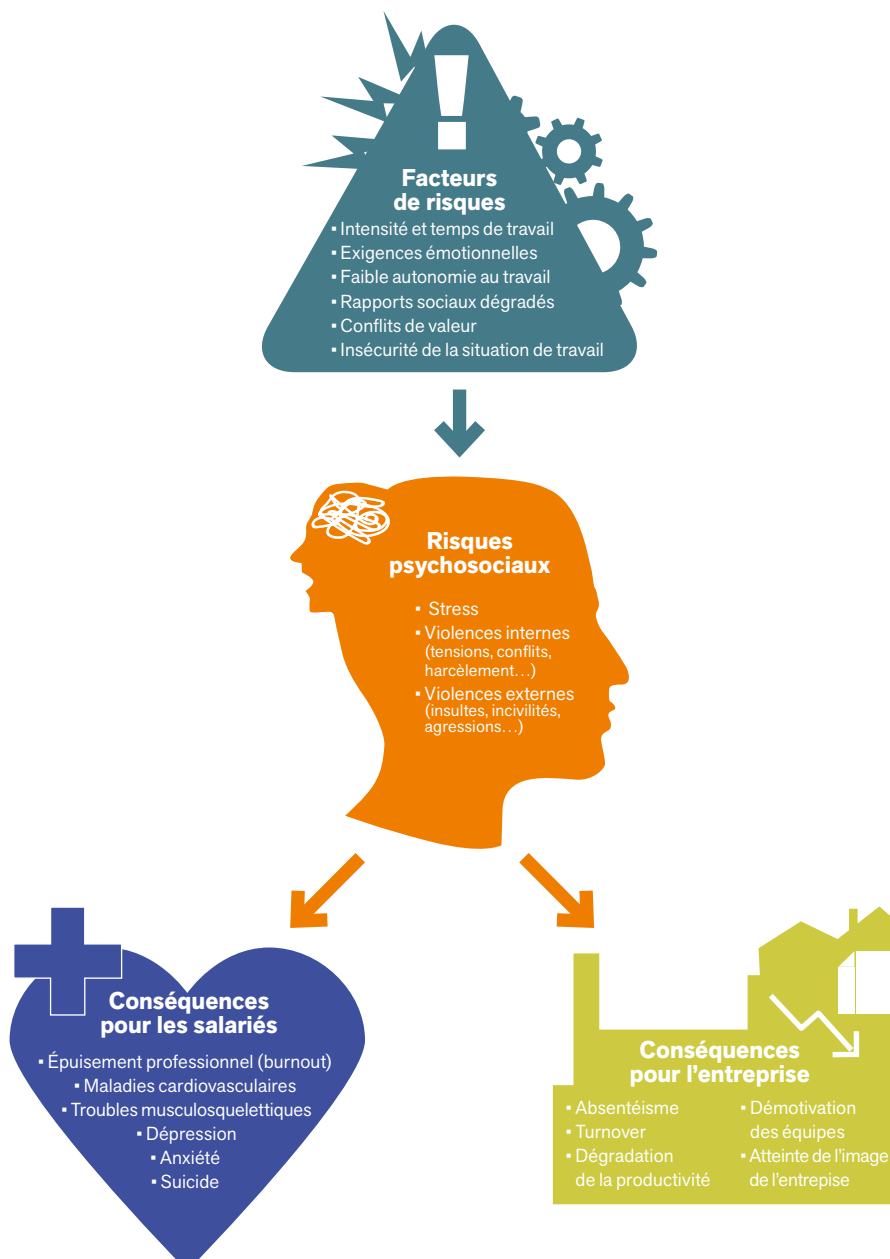 Facteurs
de risques
▪ Intensité et temps de travail
▪ Exigences émotionnelles
▪ Faible autonomie au travail
▪ Rapports sociaux dégradés
▪ Conflits de valeur
▪ Insécurité de la situation de travail
Risques
psychosociaux
▪ Stress
▪ Violences internes
(tensions, conflits,
harcèlement…)
▪ Violences externes
(insultes, incivilités,
agressions…)
Conséquences
pour les salariés
▪ Épuisement professionnel (burnout)
▪ Maladies cardiovasculaires
▪ Troubles musculosquelettiques
▪ Dépression
▪ Anxiété
▪ Suicide
Conséquences
pour l’entreprise
▪ Absentéisme
▪ Turnover
▪ Dégradation
de la productivité
▪ Démotivation
des équipes
▪ Atteinte de l’image
de l’entrepise